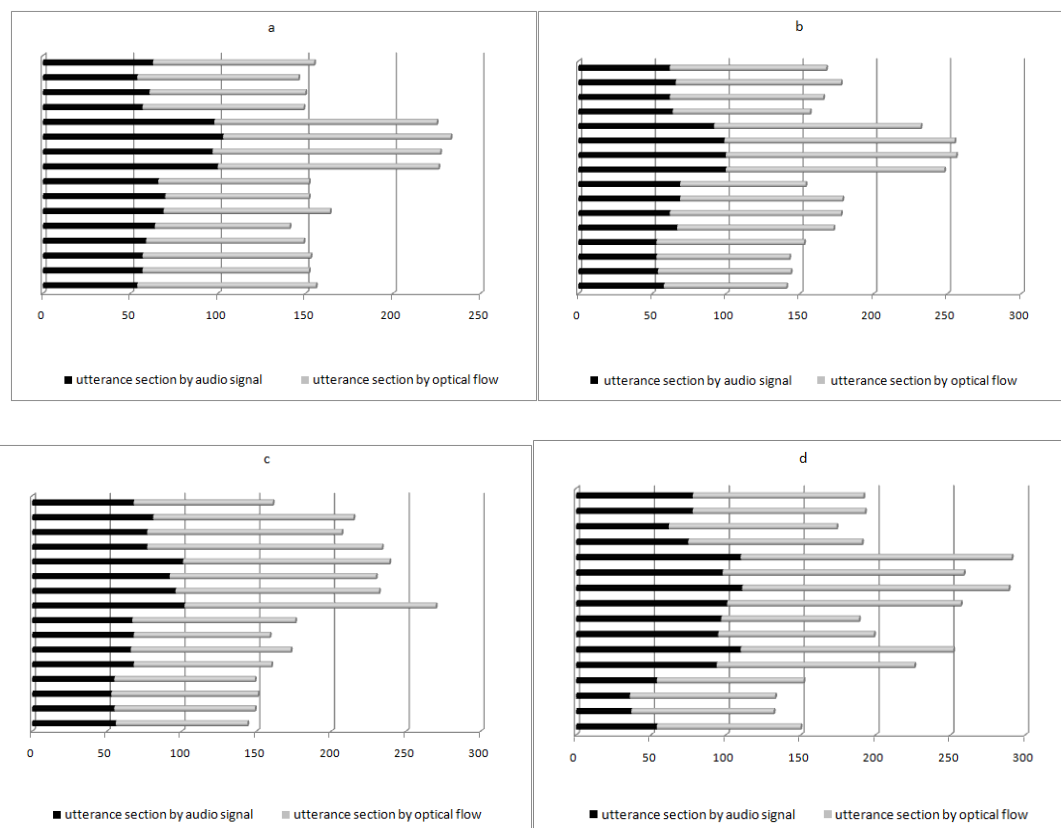 a
0 50 100 150 200 250
utterance section by audio signal utterance section by optical flow
b
0 50 100 150 200 250 300
utterance section by audio signal utterance section by optical flow
c
0 50 100 150 200 250 300
utterance section by audio signal utterance section by optical flow
d
0 50 100 150 200 250 300
utterance section by audio signal utterance section by optical flow